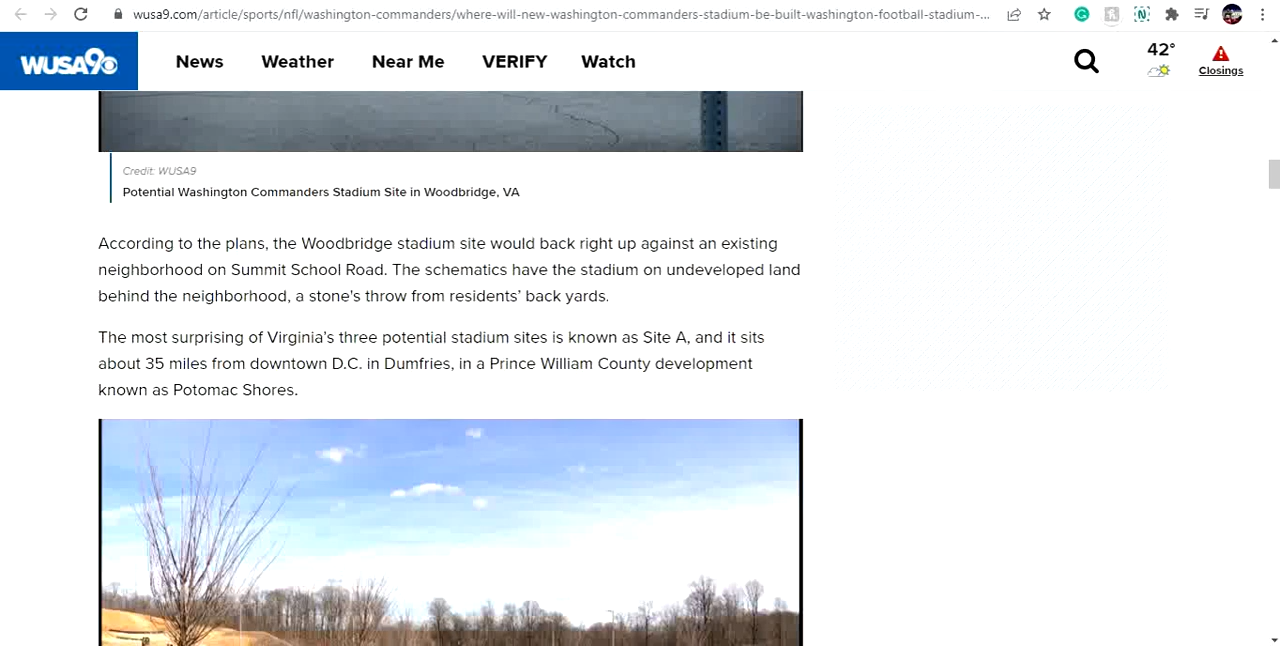 wusa9.com/article/sports/nfl/washington-commanders/where-will-new-washington-commanders-stadium-be-built-washington-football-stadium-...
WUSA9
News Weather Near Me VERIFY Watch
42°
Closings
Credit: WUSA9
Potential Washington Commanders Stadium Site in Woodbridge, VA
According to the plans, the Woodbridge stadium site would back right up against an existing
neighborhood on Summit School Road. The schematics have the stadium on undeveloped land
behind the neighborhood, a stone's throw from residents’ back yards.
The most surprising of Virginia’s three potential stadium sites is known as Site A, and it sits
about 35 miles from downtown D.C. in Dumfries, in a Prince William County development
known as Potomac Shores.